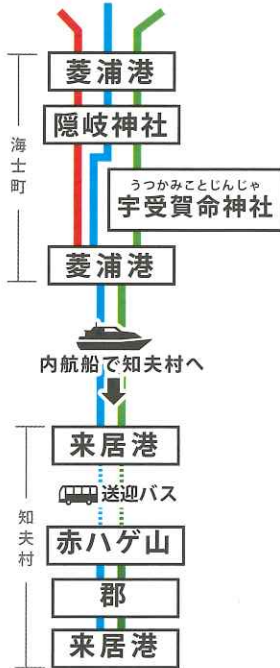 菱浦港
隠岐神社
海士町
うつかみことじんじゃ
宇受賀命神社
菱浦港
内航船で知夫村へ
来居港
送迎バス
知夫村
赤ハゲ山
郡
来居港